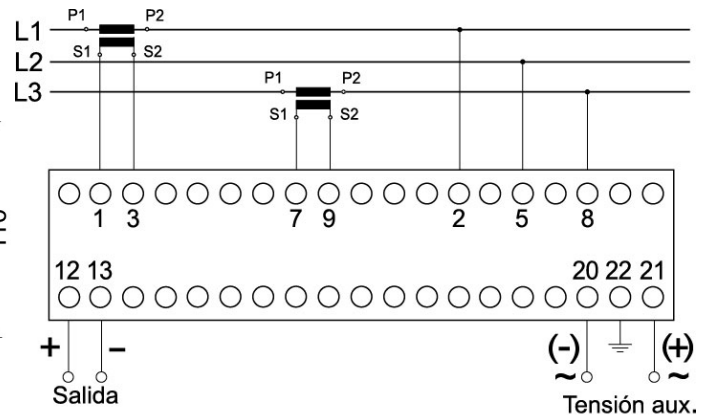 P1 P2
L1
S1 S2
L2
P1 P2
L3
S1 S2
1 3 7 9 2 5 8
12 13 20 22 21
+ – (-) (+)
~ ~
Salida
Tensión aux.